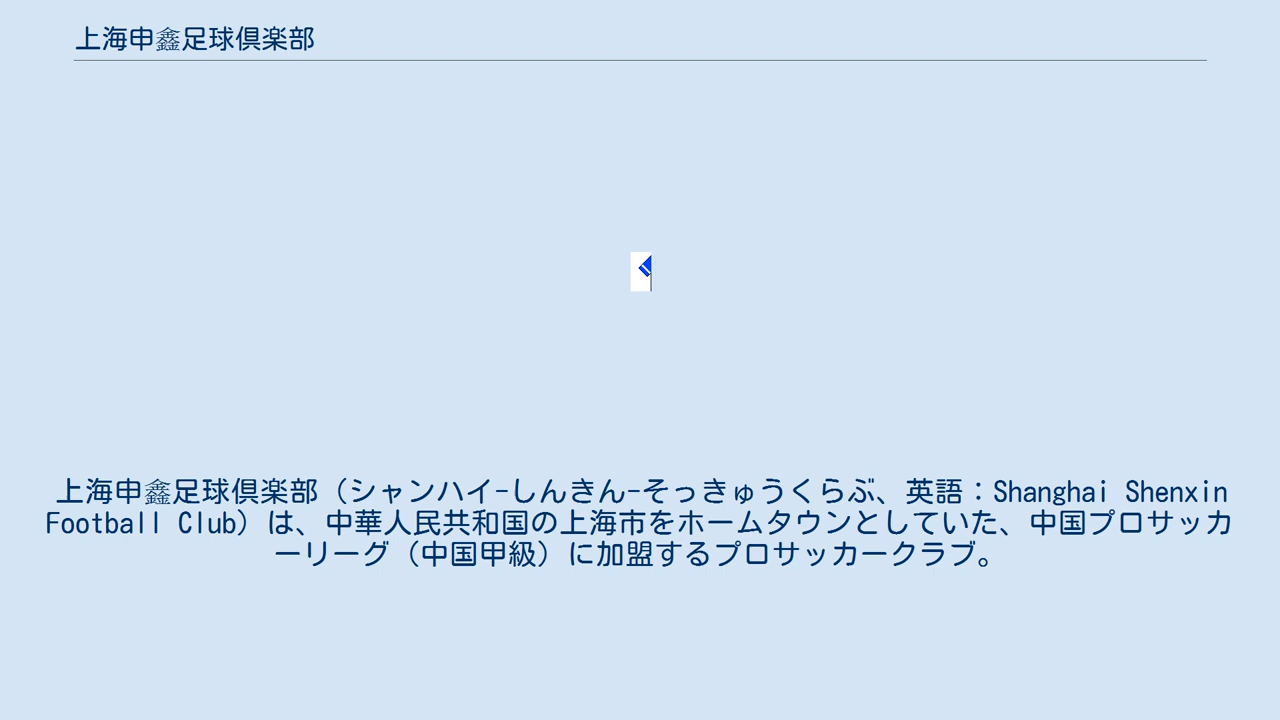 上海申鑫足球倶楽部
上海申鑫足球倶楽部（シャンハイ-しんきん-そっきゅうくらぶ、英語：Shanghai Shenxin
Football Club）は、中華人民共和国の上海市をホームタウンとしていた、中国プロサッカ
ーリーグ（中国甲級）に加盟するプロサッカークラブ。